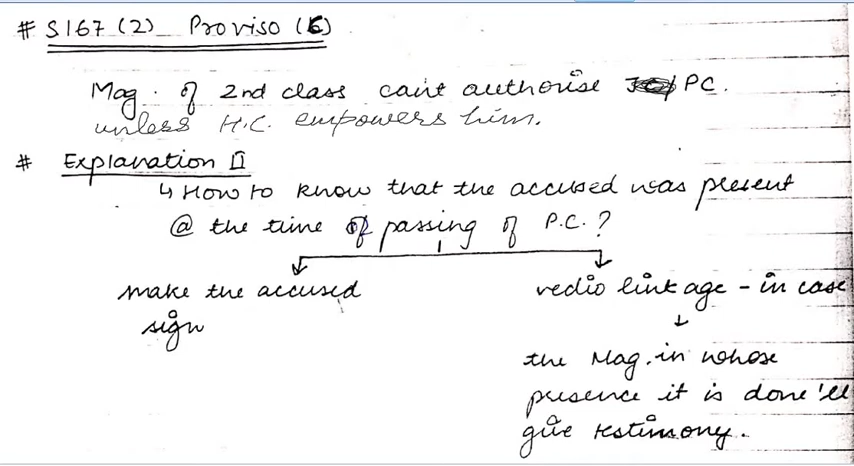 # S167 (2) Proviso (C)
Mag. of 2nd class can't authorise PC.
unless H.C. empowers him.
# Explanation II
↳ How to know that the accused was present
@ the time of passing of P.C.?
make the accused
sign
vedio linkage - in case
↓
the Mag. in whose
presence it is done'll
give testimony.